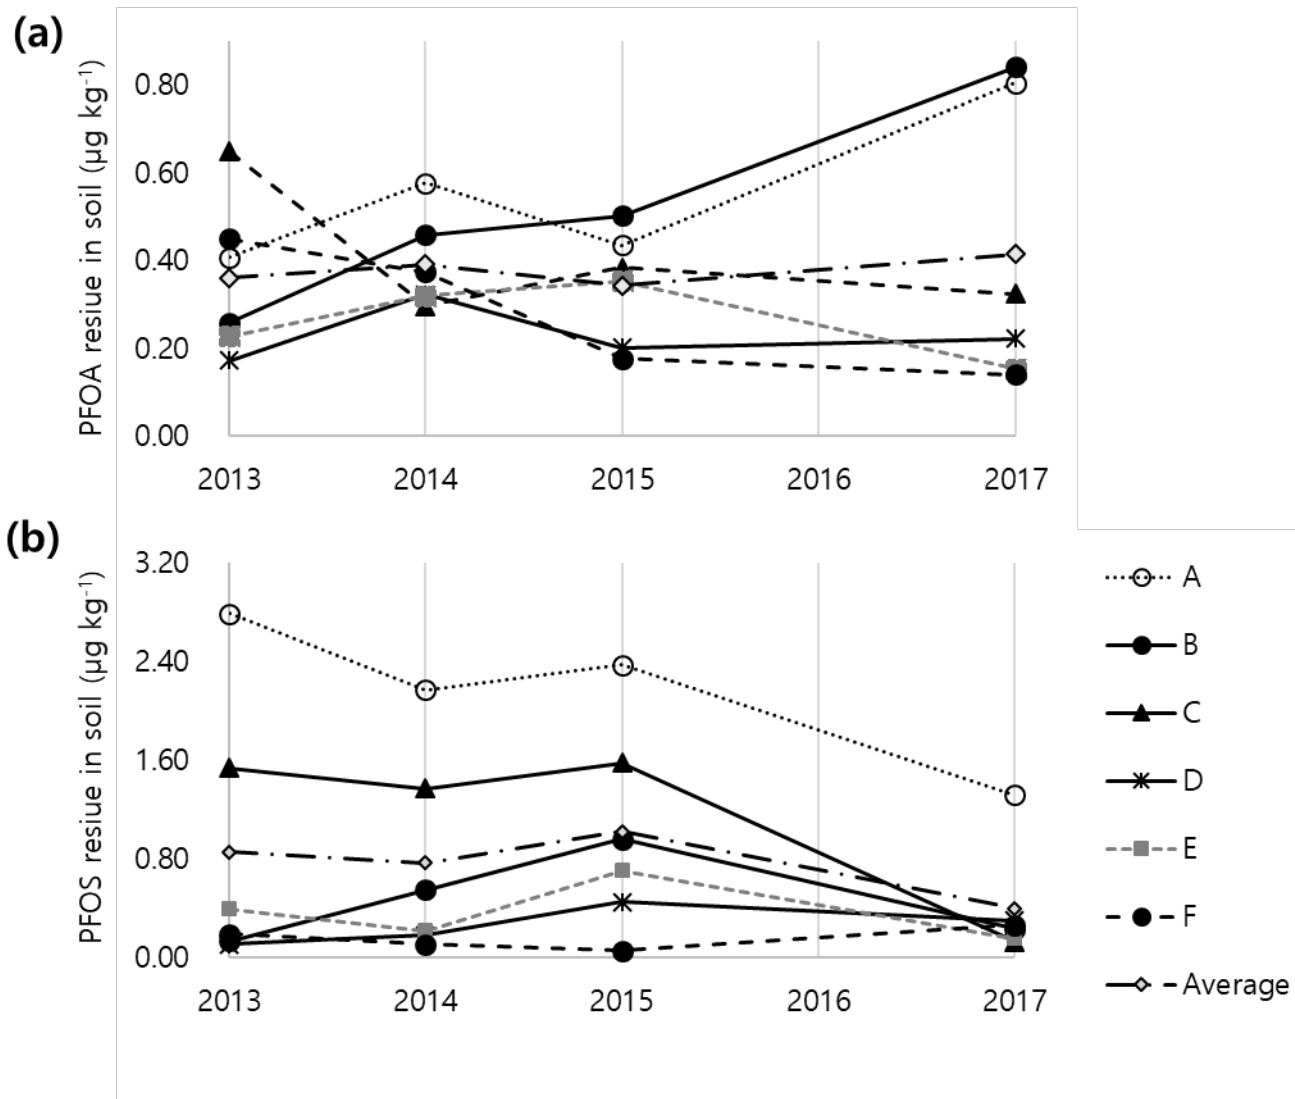 (a)
PFOA resiue in soil (µg kg⁻¹)
0.80
0.60
0.40
0.20
0.00
2013 2014 2015 2016 2017
(b)
PFOS resiue in soil (µg kg⁻¹)
3.20
2.40
1.60
0.80
0.00
2013 2014 2015 2016 2017
A
B
C
D
E
F
Average